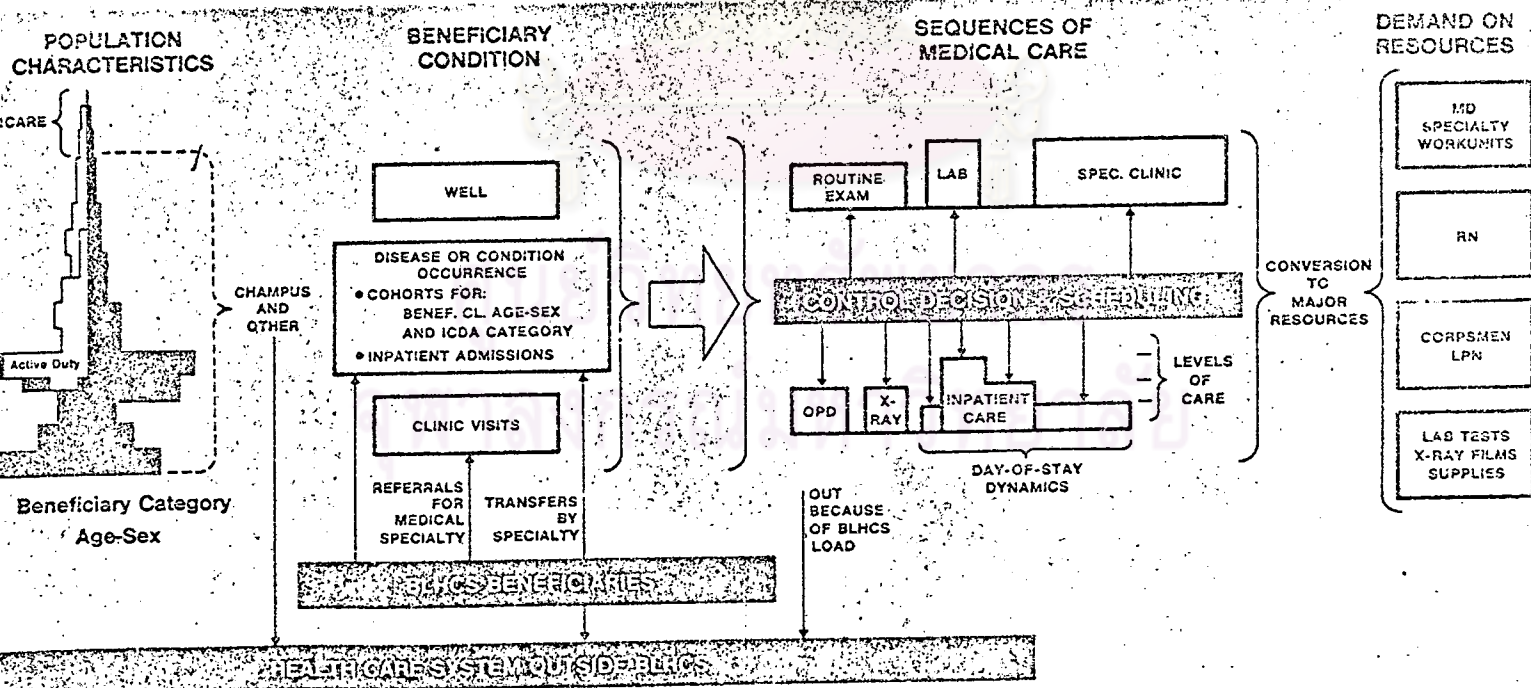 POPULATION
CHARACTERISTICS
BENEFICIARY
CONDITION
SEQUENCES OF
MEDICAL CARE
DEMAND ON
RESOURCES
Active Duty
Beneficiary Category
Age-Sex
CHAMPUS
AND
OTHER
WELL
DISEASE OR CONDITION
OCCURRENCE
• COHORTS FOR:
BENEF. CL. AGE-SEX
AND ICDA CATEGORY
• INPATIENT ADMISSIONS
CLINIC VISITS
REFERRALS
FOR
MEDICAL
SPECIALTY
TRANSFERS
BY
SPECIALTY
BLHCS BENEFICIARIES
HEALTH CARE SYSTEM OUTSIDE BLHCS
ROUTINE
EXAM
LAB
SPEC. CLINIC
CONTROL DECISION & SCHEDULING
OPD
X-
RAY
INPATIENT
CARE
LEVELS
OF
CARE
DAY-OF-STAY
DYNAMICS
OUT
BECAUSE
OF BLHCS
LOAD
CONVERSION
TO
MAJOR
RESOURCES
MD
SPECIALTY
WORKUNITS
RN
CORPSMEN
LPN
LAB TESTS
X-RAY FILMS
SUPPLIES